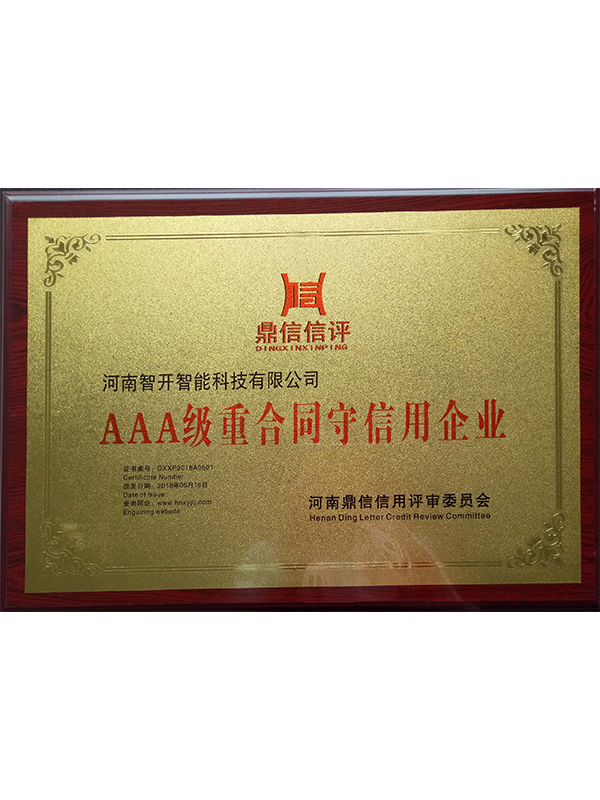 鼎信信评
DINGXINXINPING
河南智开智能科技有限公司
AAA级重合同守信用企业
证书编号：DXXP2018A0501
Certificate Number
颁发日期：2018年05月16日
Date of Issue
查询网站：www.hnxypj.com
Enguiding website
河南鼎信信用评审委员会
Henan Ding Letter Credit Review Committee